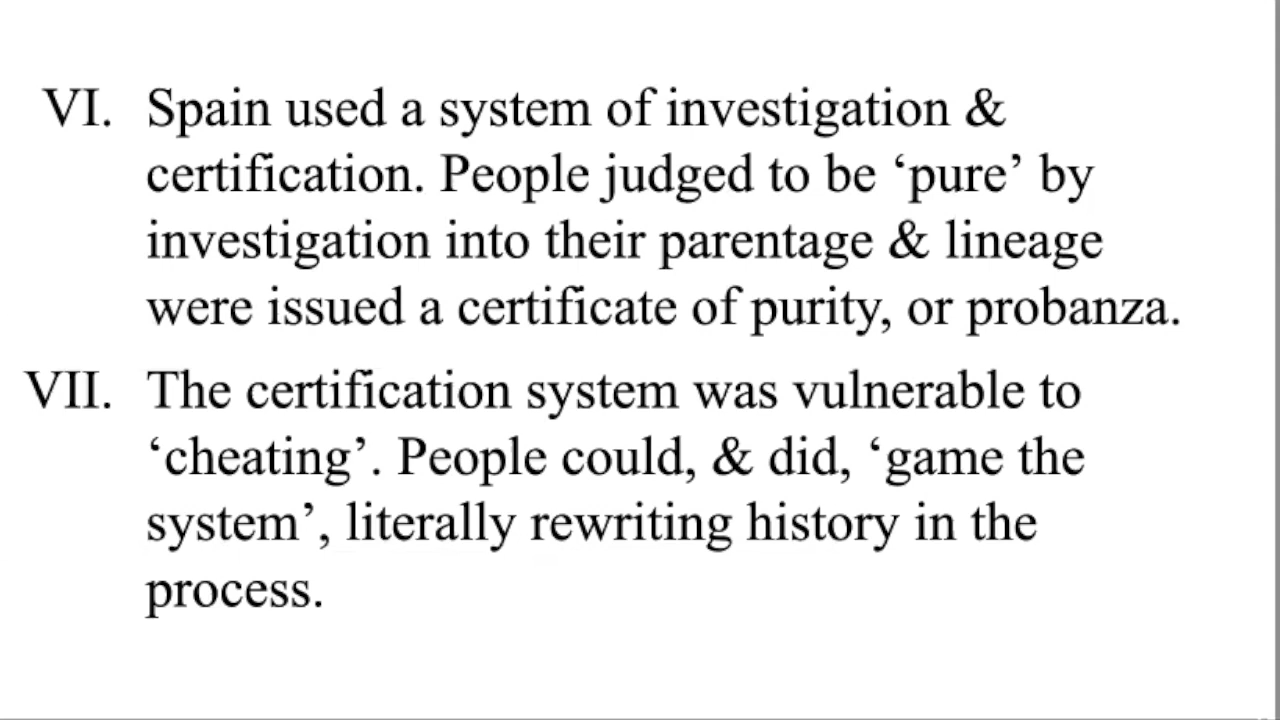 VI. Spain used a system of investigation &
certification. People judged to be ‘pure’ by
investigation into their parentage & lineage
were issued a certificate of purity, or probanza.
VII. The certification system was vulnerable to
‘cheating’. People could, & did, ‘game the
system’, literally rewriting history in the
process.